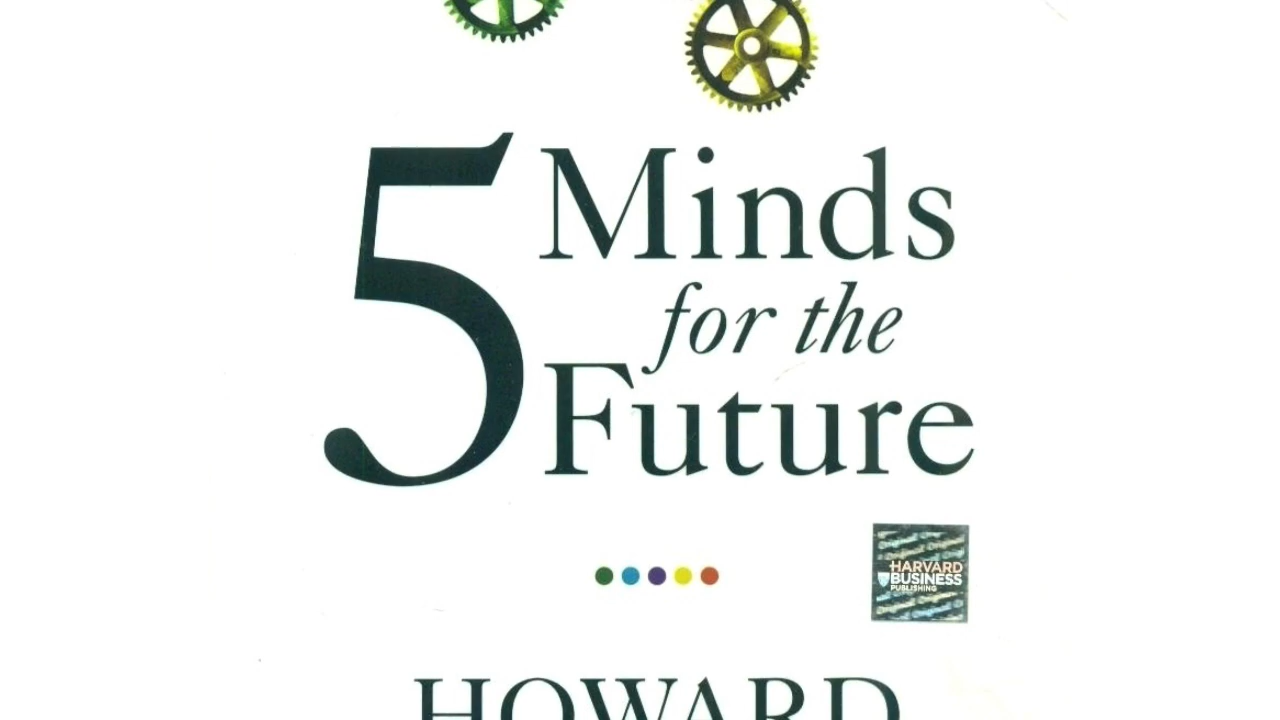 5 Minds
for the
Future
HARVARD
BUSINESS
PUBLISHING
HOWARD